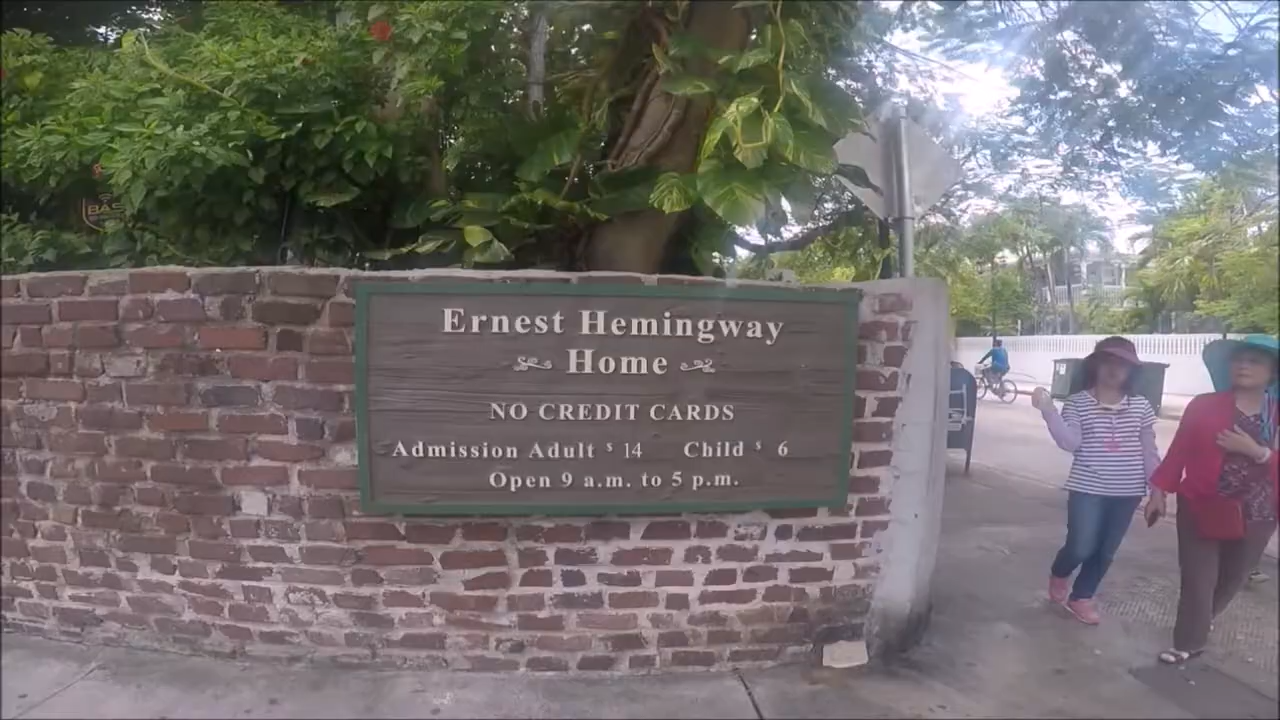 Ernest Hemingway
Home
NO CREDIT CARDS
Admission Adult $ 14 Child $ 6
Open 9 a.m. to 5 p.m.